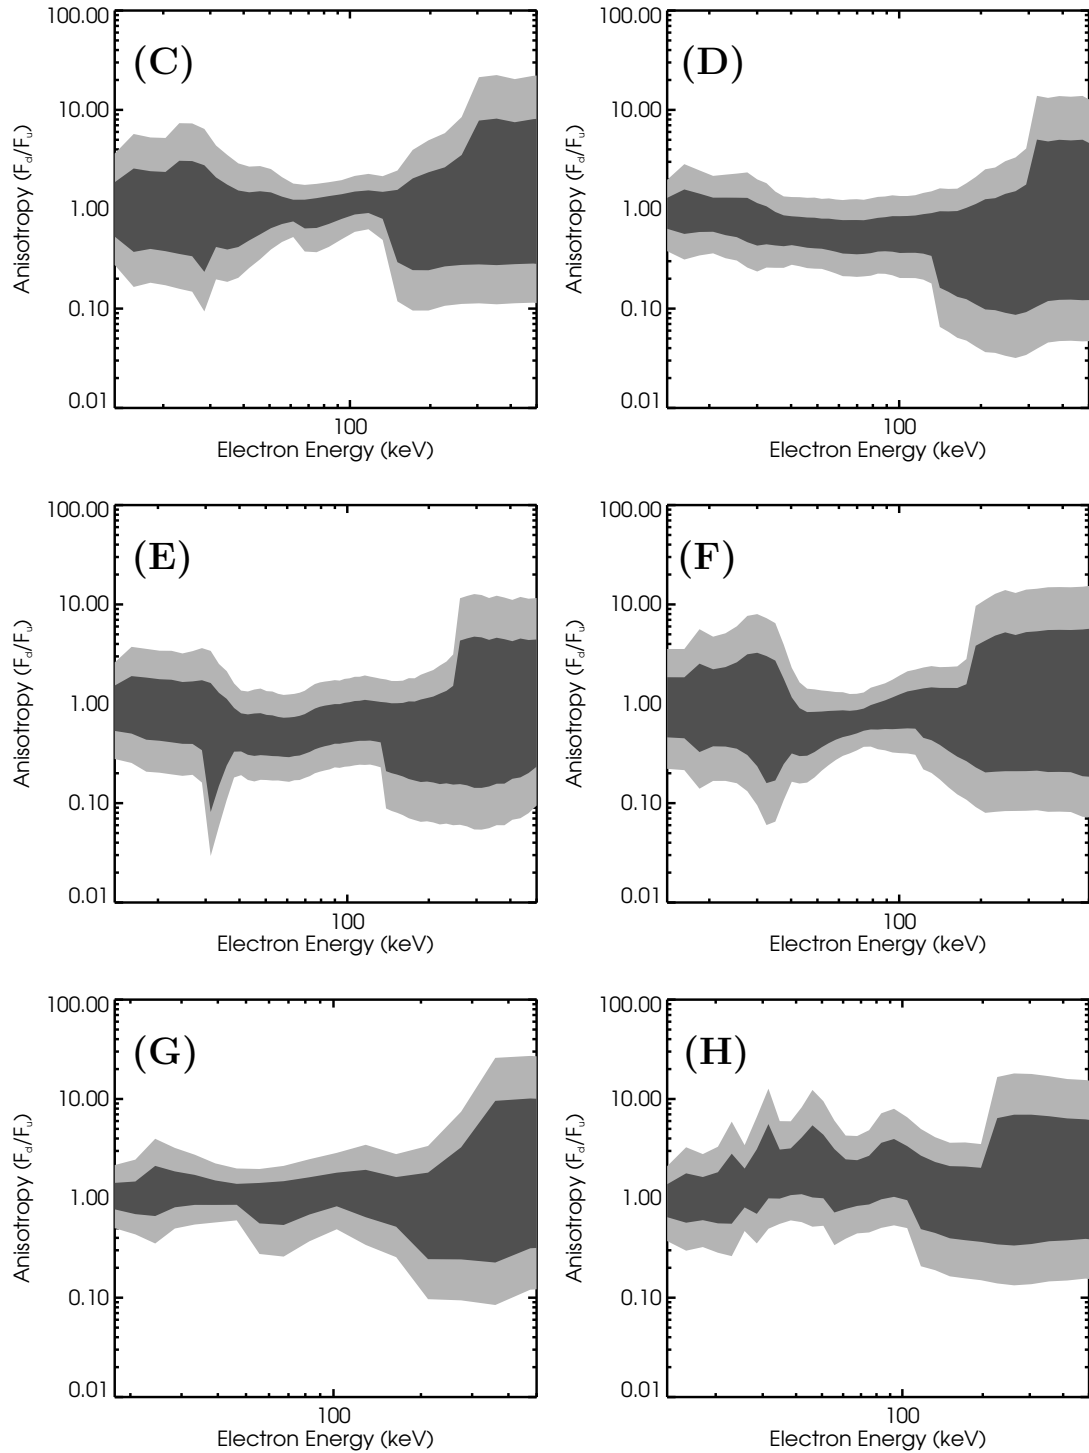 (C)
100.00
10.00
1.00
0.10
0.01
Anisotropy (F_d/F_u)
100
Electron Energy (keV)
(D)
100.00
10.00
1.00
0.10
0.01
Anisotropy (F_d/F_u)
100
Electron Energy (keV)
(E)
100.00
10.00
1.00
0.10
0.01
Anisotropy (F_d/F_u)
100
Electron Energy (keV)
(F)
100.00
10.00
1.00
0.10
0.01
Anisotropy (F_d/F_u)
100
Electron Energy (keV)
(G)
100.00
10.00
1.00
0.10
0.01
Anisotropy (F_d/F_u)
100
Electron Energy (keV)
(H)
100.00
10.00
1.00
0.10
0.01
Anisotropy (F_d/F_u)
100
Electron Energy (keV)